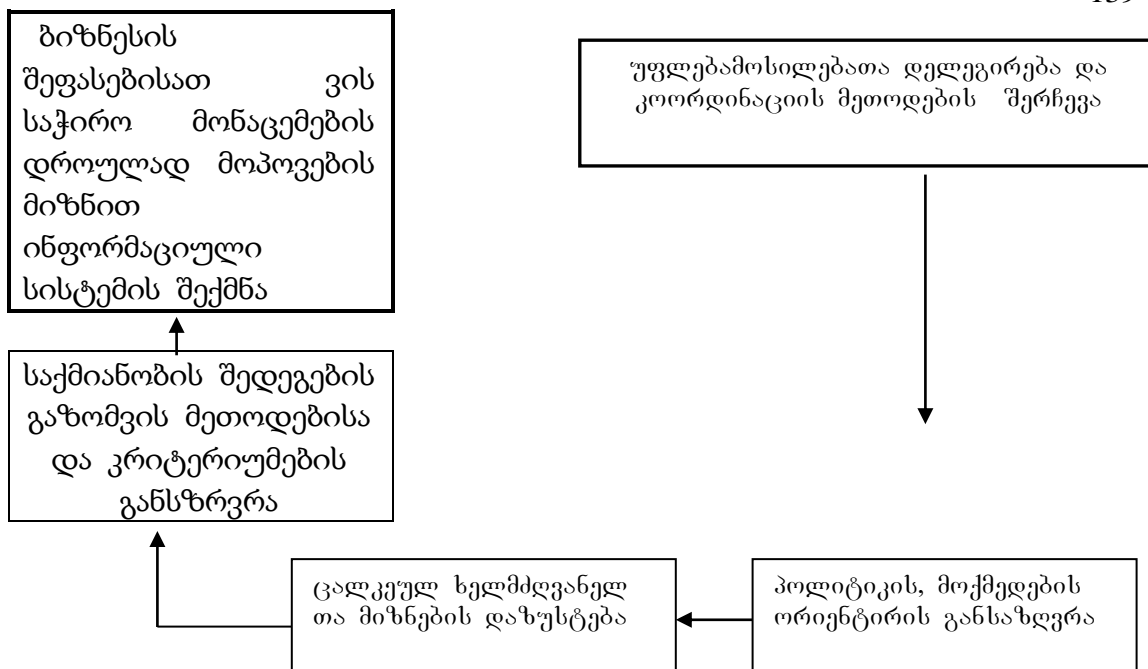 ბიზნესის
შეფასებისათ ვის
საჭირო მონაცემების
დროულად მოპოვების
მიზნით
ინფორმაციული
სისტემის შექმნა
უფლებამოსილებათა დელეგირება და
კოორდინაციის მეთოდების შერჩევა
საქმიანობის შედეგების
გაზომვის მეთოდებისა
და კრიტერიუმების
განსზრვრა
ცალკეულ ხელმძღვანელ
თა მიზნების დაზუსტება
პოლიტიკის, მოქმედების
ორიენტირის განსაზღვრა